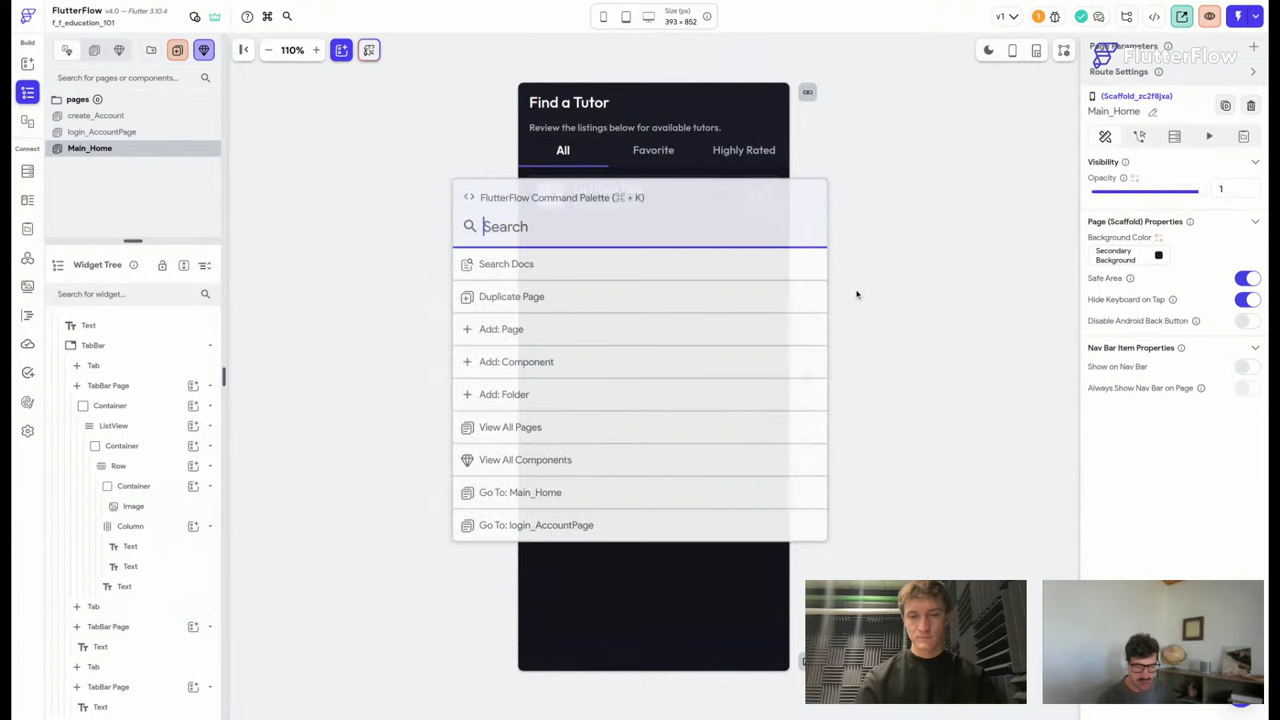 FlutterFlow v4.0 – Flutter 3.10.4
f_f_education_101
Size (px)
393 × 852
v1
1
Build
Search for pages or components...
110%
pages
create_Account
login_AccountPage
Main_Home
Connect
Widget Tree
Search for widget...
Text
TabBar
Tab
TabBar Page
Container
ListView
Container
Row
Container
Image
Column
Text
Text
Text
Tab
TabBar Page
Text
Tab
TabBar Page
Text
Find a Tutor
Review the listings below for available tutors.
All
Favorite
Highly Rated
FlutterFlow Command Palette (⌘ + K)
Search
Search Docs
Duplicate Page
Add: Page
Add: Component
Add: Folder
View All Pages
View All Components
Go To: Main_Home
Go To: login_AccountPage
Page Parameters
FlutterFlow
Route Settings
(Scaffold_zc2f8jxa)
Main_Home
Visibility
Opacity
1
Page (Scaffold) Properties
Background Color
Secondary
Background
Safe Area
Hide Keyboard on Tap
Disable Android Back Button
Nav Bar Item Properties
Show on Nav Bar
Always Show Nav Bar on Page